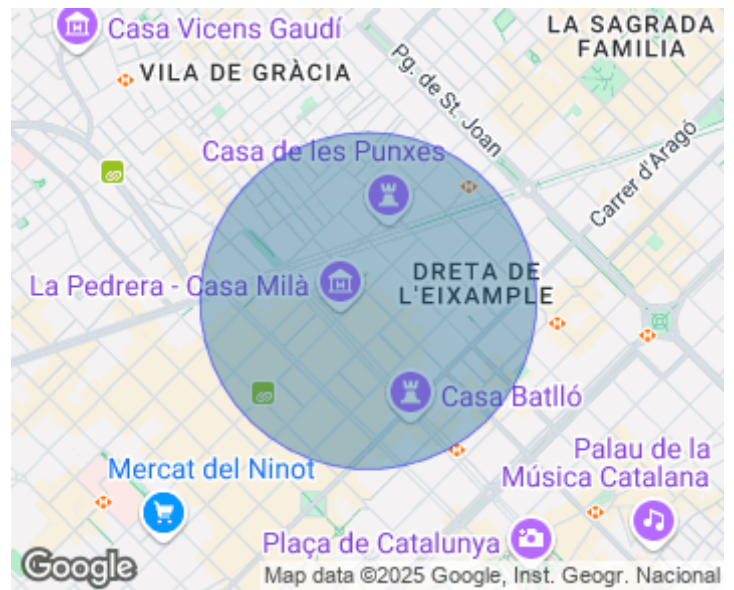 Casa Vicens Gaudí
LA SAGRADA
FAMILIA
VILA DE GRÀCIA
Pg. de St. Joan
Casa de les Punxes
Carrer d'Aragó
DRETA DE
L'EIXAMPLE
La Pedrera - Casa Milà
Casa Batlló
Mercat del Ninot
Palau de la
Música Catalana
Plaça de Catalunya
Google
Map data ©2025 Google, Inst. Geogr. Nacional